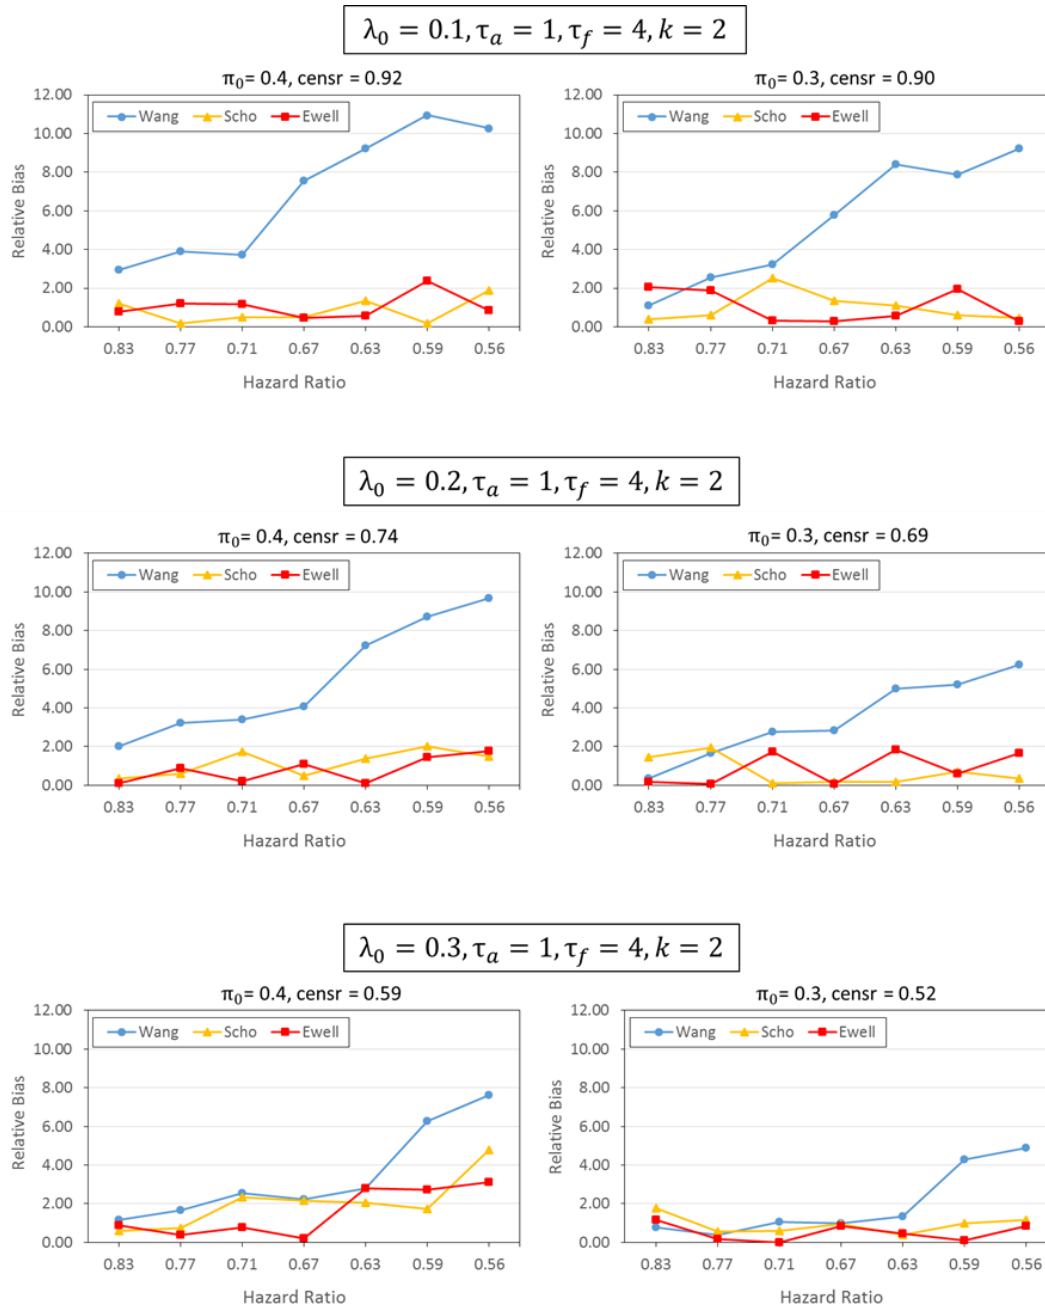 λ₀ = 0.1, τₐ = 1, τ_f = 4, k = 2
π₀= 0.4, censr = 0.92
12.00
10.00
8.00
6.00
4.00
2.00
0.00
Relative Bias
Wang Scho Ewell
0.83 0.77 0.71 0.67 0.63 0.59 0.56
Hazard Ratio
π₀= 0.3, censr = 0.90
12.00
10.00
8.00
6.00
4.00
2.00
0.00
Relative Bias
Wang Scho Ewell
0.83 0.77 0.71 0.67 0.63 0.59 0.56
Hazard Ratio
λ₀ = 0.2, τₐ = 1, τ_f = 4, k = 2
π₀= 0.4, censr = 0.74
12.00
10.00
8.00
6.00
4.00
2.00
0.00
Relative Bias
Wang Scho Ewell
0.83 0.77 0.71 0.67 0.63 0.59 0.56
Hazard Ratio
π₀= 0.3, censr = 0.69
12.00
10.00
8.00
6.00
4.00
2.00
0.00
Relative Bias
Wang Scho Ewell
0.83 0.77 0.71 0.67 0.63 0.59 0.56
Hazard Ratio
λ₀ = 0.3, τₐ = 1, τ_f = 4, k = 2
π₀= 0.4, censr = 0.59
12.00
10.00
8.00
6.00
4.00
2.00
0.00
Relative Bias
Wang Scho Ewell
0.83 0.77 0.71 0.67 0.63 0.59 0.56
Hazard Ratio
π₀= 0.3, censr = 0.52
12.00
10.00
8.00
6.00
4.00
2.00
0.00
Relative Bias
Wang Scho Ewell
0.83 0.77 0.71 0.67 0.63 0.59 0.56
Hazard Ratio